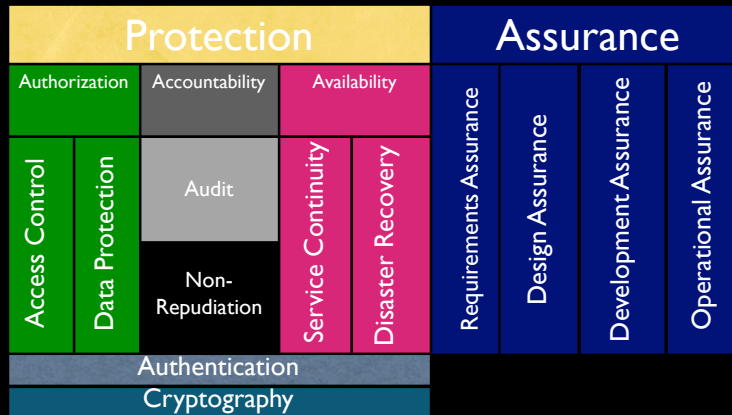 Protection
Assurance
Authorization
Accountability
Availability
Access Control
Data Protection
Audit
Non-
Repudiation
Service Continuity
Disaster Recovery
Requirements Assurance
Design Assurance
Development Assurance
Operational Assurance
Authentication
Cryptography